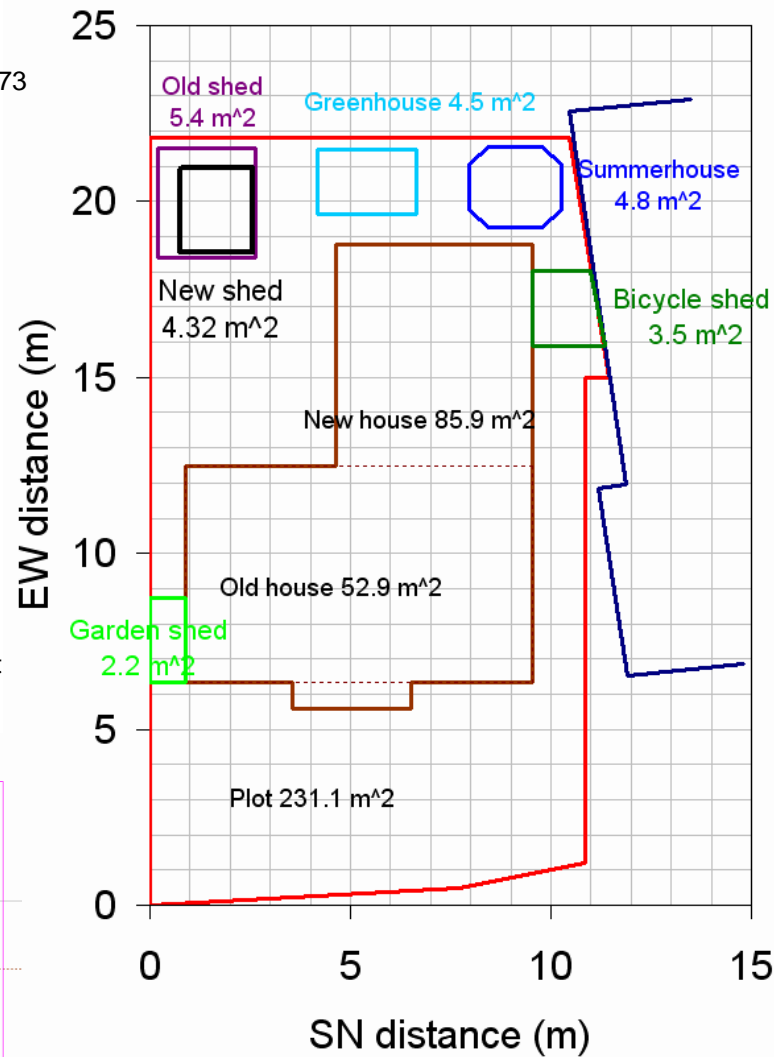 25
73
Old shed
5.4 m^2
Greenhouse 4.5 m^2
Summerhouse
4.8 m^2
20
New shed
4.32 m^2
Bicycle shed
3.5 m^2
15
New house 85.9 m^2
EW distance (m)
10
Old house 52.9 m^2
Garden shed
2.2 m^2
5
Plot 231.1 m^2
0
0 5 10 15
SN distance (m)